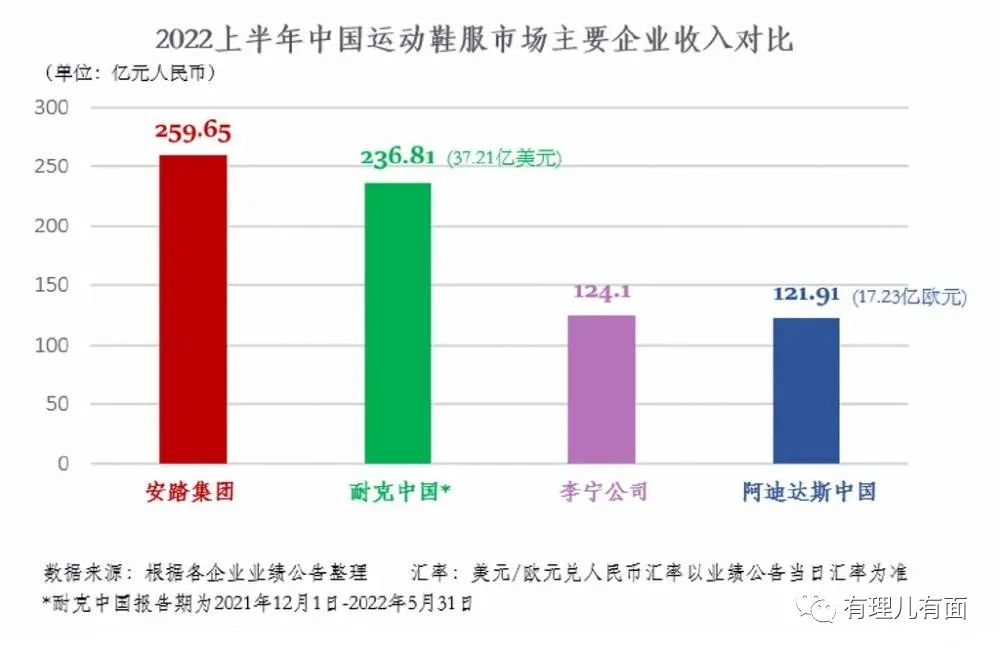 2022上半年中国运动鞋服市场主要企业收入对比
(单位：亿元人民币)
300
250
200
150
100
50
0
259.65
236.81 (37.21亿美元)
124.1
121.91 (17.23亿欧元)
安踏集团
耐克中国*
李宁公司
阿迪达斯中国
数据来源：根据各企业业绩公告整理 汇率：美元/欧元兑人民币汇率以业绩公告当日汇率为准
*耐克中国报告期为2021年12月1日-2022年5月31日
有理儿有面